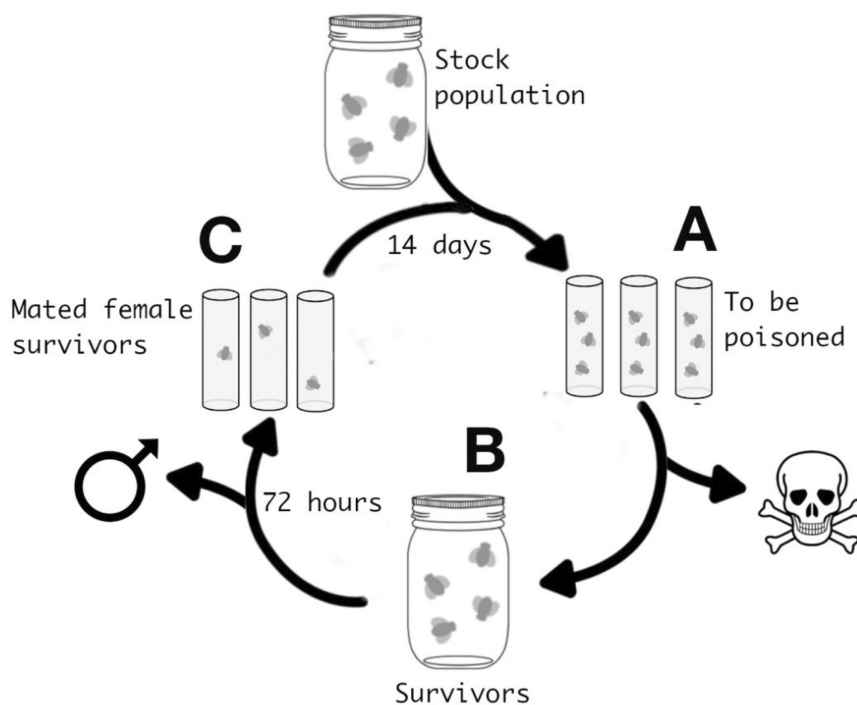 Stock
population
C
14 days
A
Mated female
survivors
To be
poisoned
B
72 hours
Survivors